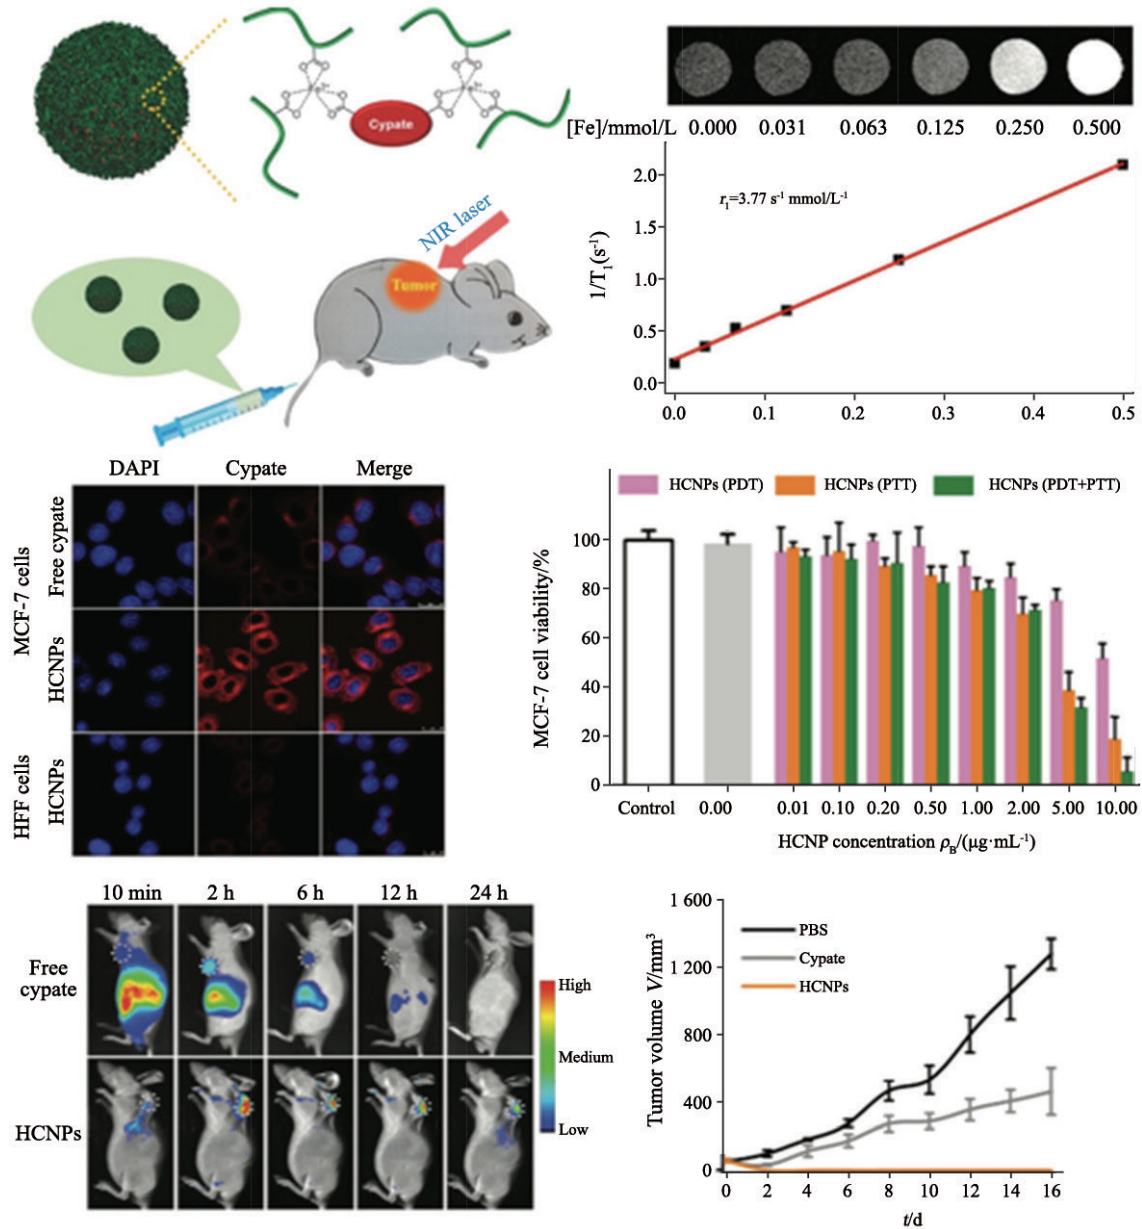 Cypate
Fe3+
Fe3+
NIR laser
Tumor
[Fe]/mmol/L 0.000 0.031 0.063 0.125 0.250 0.500
r1=3.77 s-1 mmol/L-1
1/T1(s-1)
2.0
1.5
1.0
0.5
0.0
0.0 0.1 0.2 0.3 0.4 0.5
DAPI Cypate Merge
MCF-7 cells
Free cypate
HCNPs
HFF cells
HCNPs
HCNPs (PDT) HCNPs (PTT) HCNPs (PDT+PTT)
MCF-7 cell viability/%
100
80
60
40
20
0
Control 0.00 0.01 0.10 0.20 0.50 1.00 2.00 5.00 10.00
HCNP concentration ρB/(μg·mL-1)
10 min 2 h 6 h 12 h 24 h
Free
cypate
HCNPs
High
Medium
Low
PBS
Cypate
HCNPs
Tumor volume V/mm3
1 600
1 200
800
400
0
0 2 4 6 8 10 12 14 16
t/d